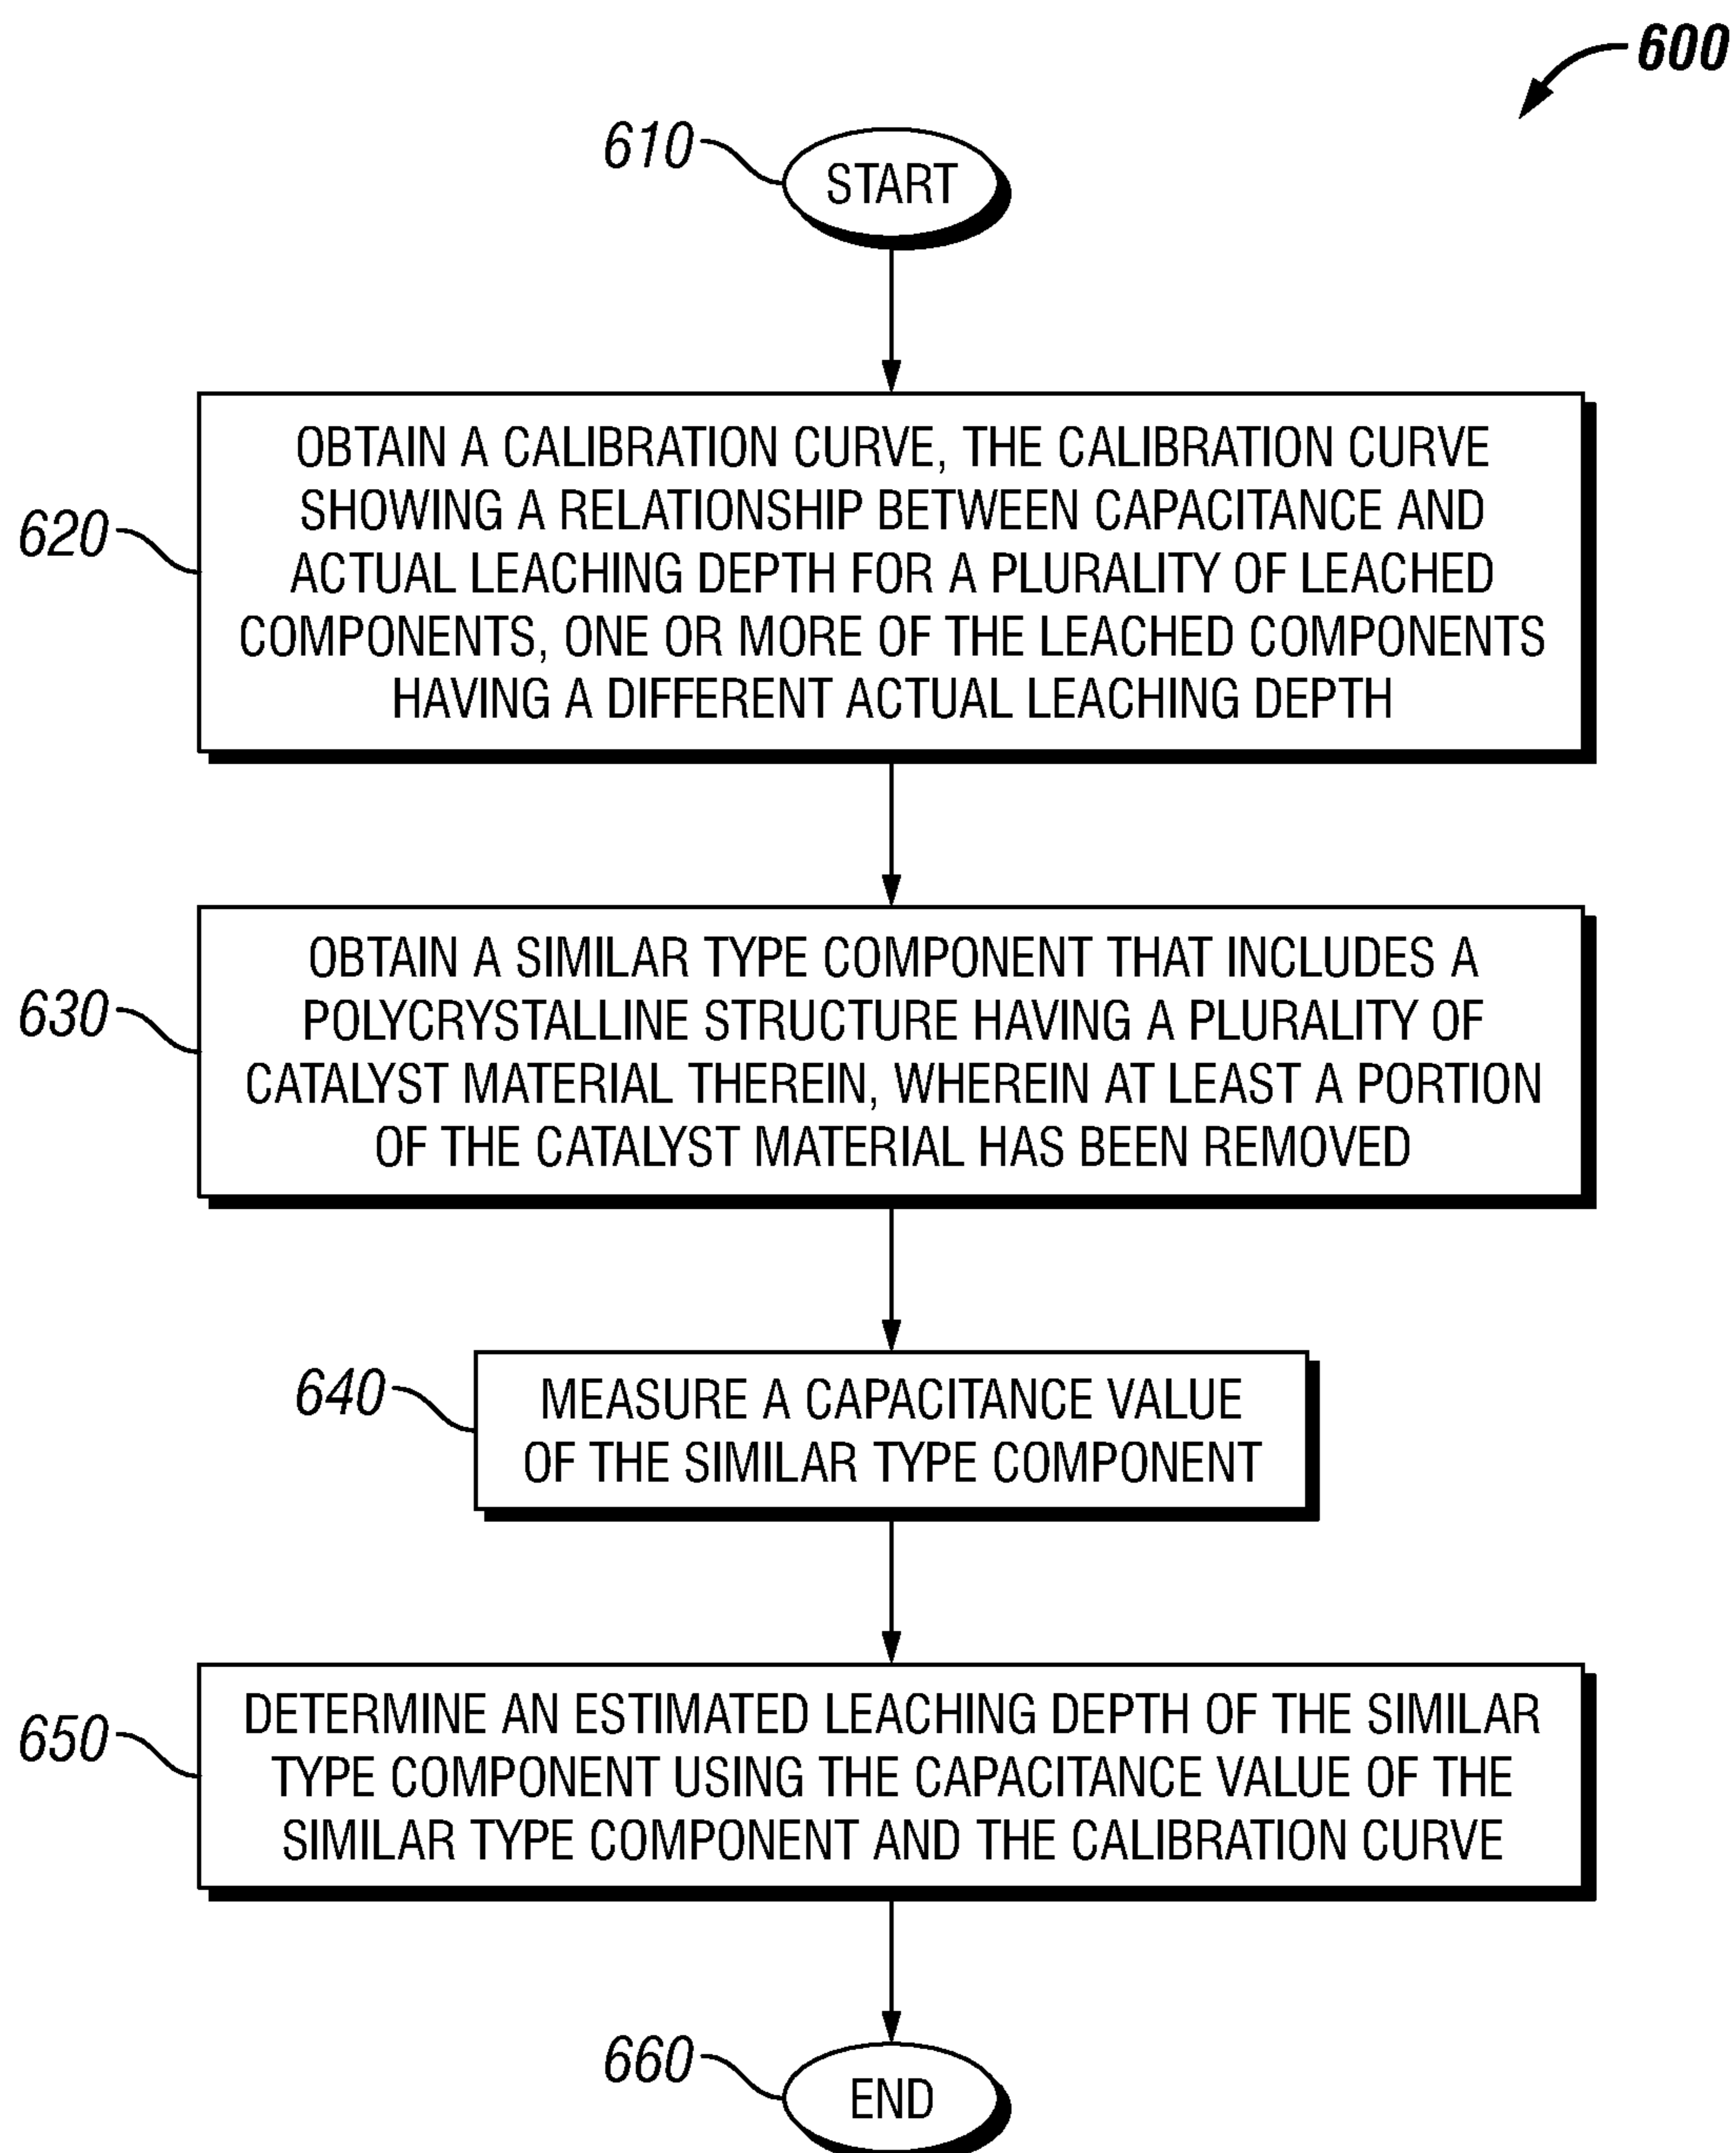 600
610
START
620
OBTAIN A CALIBRATION CURVE, THE CALIBRATION CURVE
SHOWING A RELATIONSHIP BETWEEN CAPACITANCE AND
ACTUAL LEACHING DEPTH FOR A PLURALITY OF LEACHED
COMPONENTS, ONE OR MORE OF THE LEACHED COMPONENTS
HAVING A DIFFERENT ACTUAL LEACHING DEPTH
630
OBTAIN A SIMILAR TYPE COMPONENT THAT INCLUDES A
POLYCRYSTALLINE STRUCTURE HAVING A PLURALITY OF
CATALYST MATERIAL THEREIN, WHEREIN AT LEAST A PORTION
OF THE CATALYST MATERIAL HAS BEEN REMOVED
640
MEASURE A CAPACITANCE VALUE
OF THE SIMILAR TYPE COMPONENT
650
DETERMINE AN ESTIMATED LEACHING DEPTH OF THE SIMILAR
TYPE COMPONENT USING THE CAPACITANCE VALUE OF THE
SIMILAR TYPE COMPONENT AND THE CALIBRATION CURVE
660
END